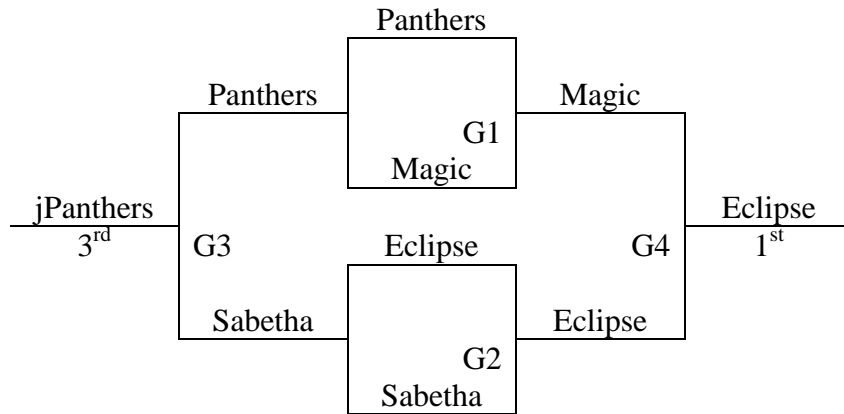 Panthers
Panthers
Magic
G1
Magic
jPanthers
3rd
G3
Eclipse
G4
Eclipse
1st
Sabetha
Eclipse
G2
Sabetha